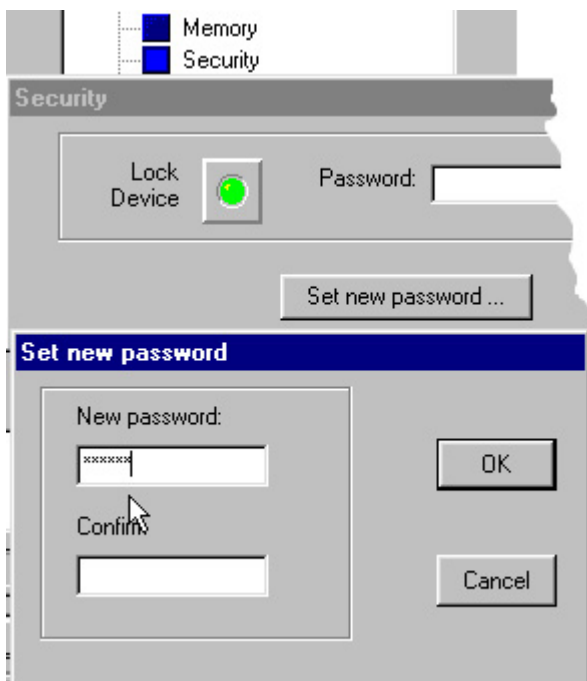 Memory
Security
Security
Lock
Device
Password:
Set new password ...
Set new password
New password:
******
OK
Confirm:
Cancel